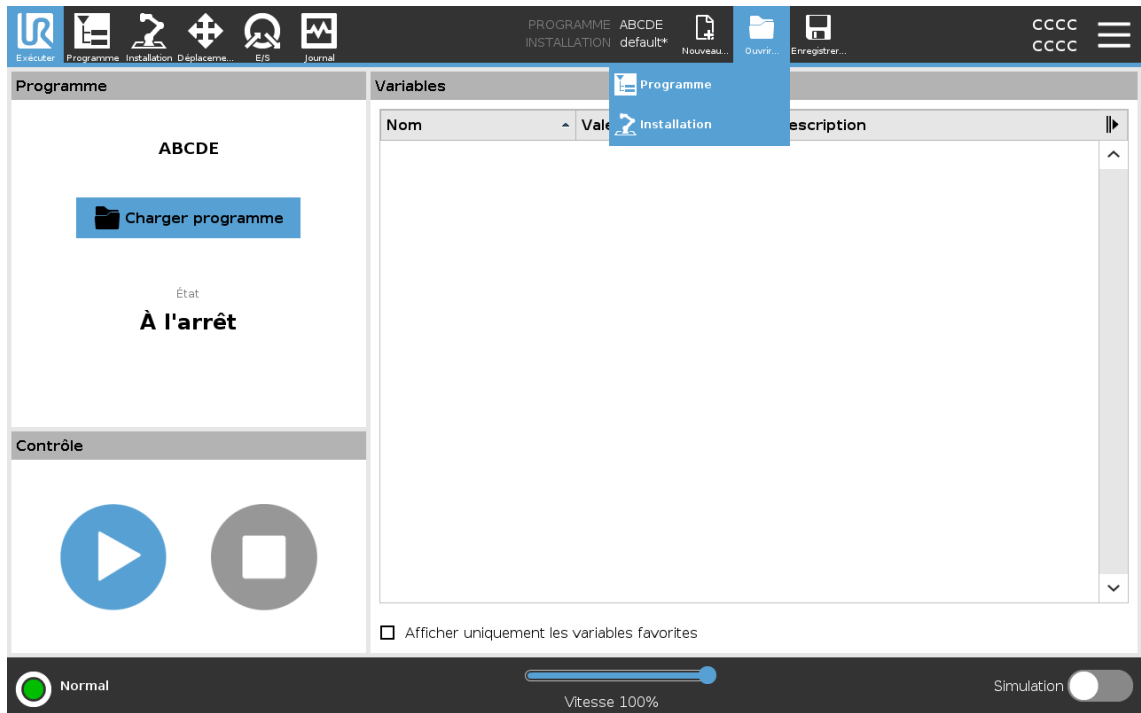 UR
Exécuter
Programme
Installation
Déplaceme...
E/S
Journal
PROGRAMME ABCDE
INSTALLATION default*
Nouveau...
Ouvrir...
Enregistrer...
CCCC
CCCC
Programme
Installation
Programme
ABCDE
Charger programme
État
À l'arrêt
Contrôle
Variables
Nom
Vale
escription
Afficher uniquement les variables favorites
Normal
Vitesse 100%
Simulation